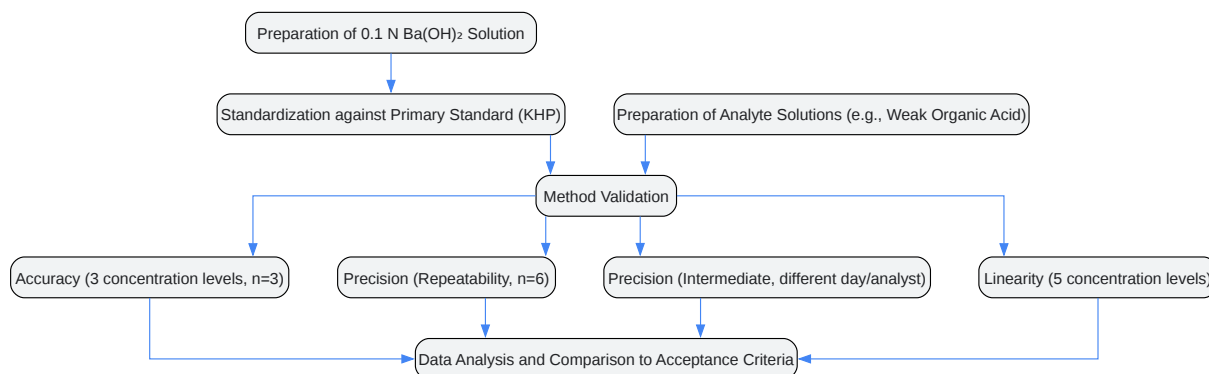 Preparation of 0.1 N Ba(OH)₂ Solution
Standardization against Primary Standard (KHP)
Preparation of Analyte Solutions (e.g., Weak Organic Acid)
Method Validation
Accuracy (3 concentration levels, n=3)
Precision (Repeatability, n=6)
Precision (Intermediate, different day/analyst)
Linearity (5 concentration levels)
Data Analysis and Comparison to Acceptance Criteria